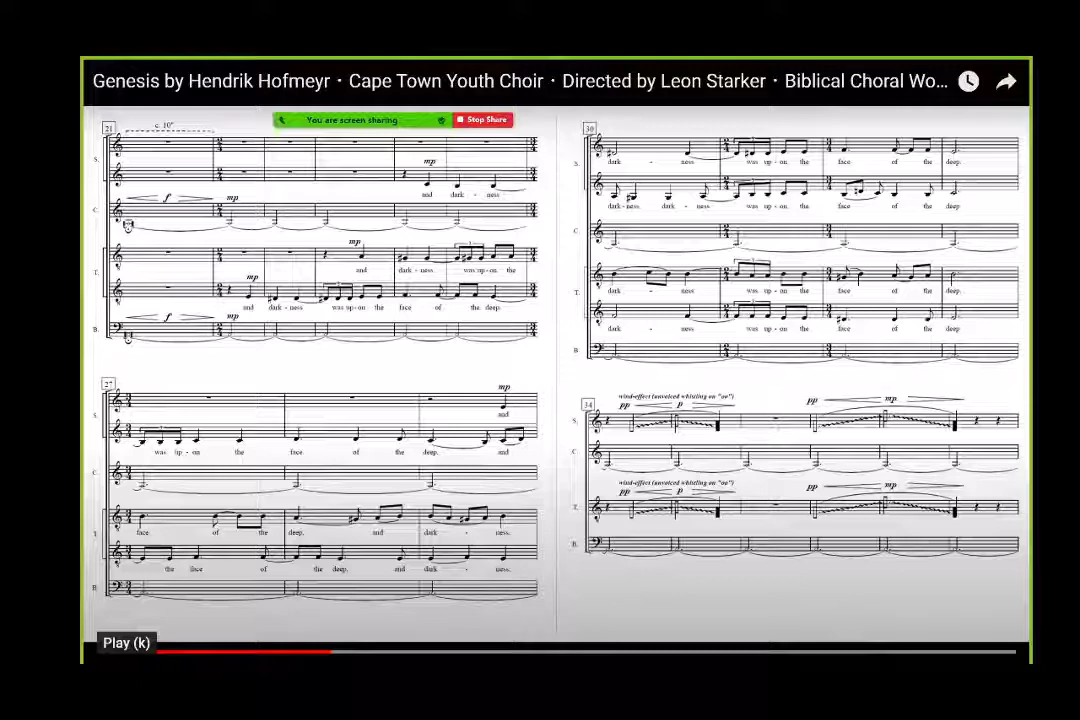 Genesis by Hendrik Hofmeyr • Cape Town Youth Choir • Directed by Leon Starker • Biblical Choral Wo...
You are screen sharing Stop Share
21
c. 10"
S.
mp
and dark - ness
f mp
C.
mp
T.
and dark - ness was up - on the
mp
and dark - ness was up - on the face of the deep.
f mp
B.
27
mp
S.
and
was up - on the face of the deep. and
C.
T.
face of the deep, and dark - ness.
the face of the deep. and dark - ness.
B.
30
S.
dark - ness was up - on the face of the deep.
dark - ness. dark - ness was up - on the face of the deep
C.
T.
dark - ness was up - on the face of the deep.
dark - ness was up - on the face of the deep
B.
34
wind-effect (unvoiced whistling on "oo")
pp p pp mp
S.
C
wind-effect (unvoiced whistling on "oo")
pp p pp mp
T.
B.
Play (k)